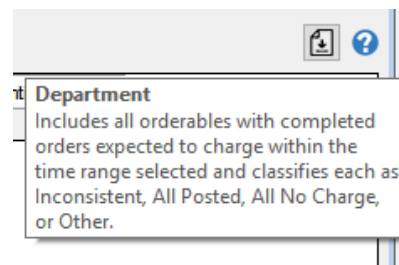 ?
nt
Department
Includes all orderables with completed
orders expected to charge within the
time range selected and classifies each as
Inconsistent, All Posted, All No Charge,
or Other.